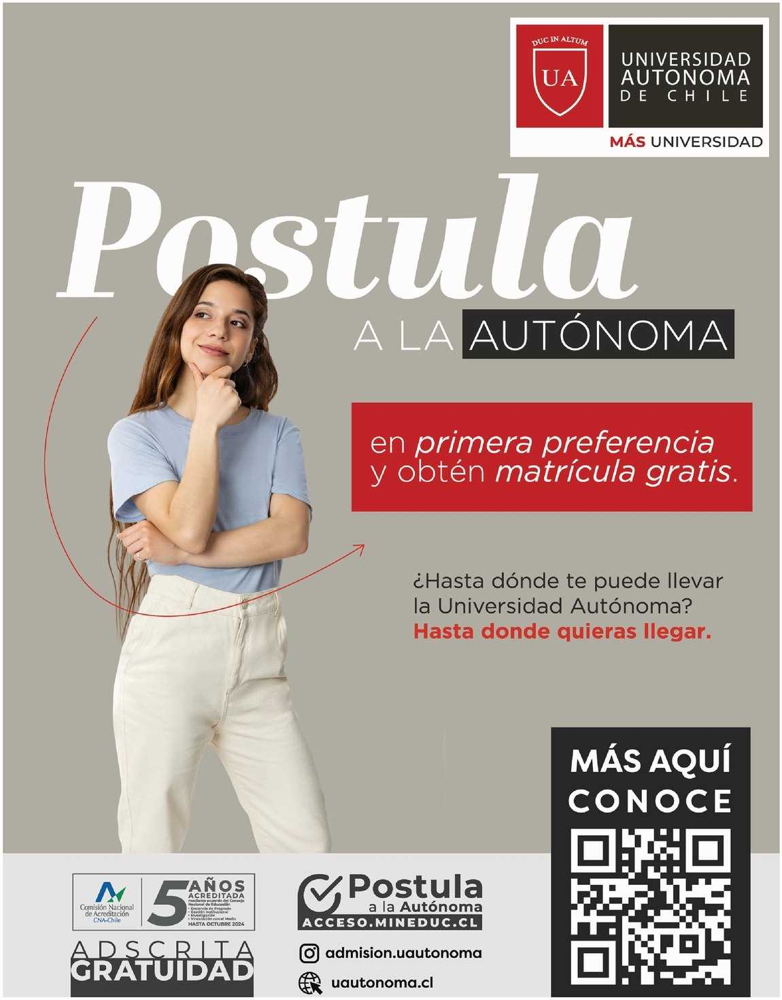 DUC IN ALTUM
UA
UNIVERSIDAD
AUTONOMA
DE CHILE
MÁS UNIVERSIDAD
Postula
A LA AUTÓNOMA
en primera preferencia
y obtén matrícula gratis.
¿Hasta dónde te puede llevar
la Universidad Autónoma?
Hasta donde quieras llegar.
MÁS AQUÍ
CONOCE
Comisión Nacional
de Acreditación
CNA-Chile
5 AÑOS
ACREDITADA
mediante acuerdo del Consejo
Nacional de Educación
• Docencia de Pregrado
• Gestión Institucional
• Investigación
• Vinculación con el Medio
HASTA OCTUBRE 2024
ADSCRITA
GRATUIDAD
Postula
a la Autónoma
ACCESO.MINEDUC.CL
admision.uautonoma
uautonoma.cl